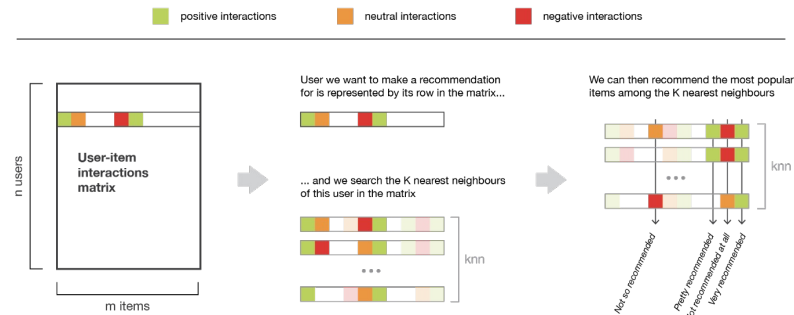 positive interactions
neutral interactions
negative interactions
User we want to make a recommendation
for is represented by its row in the matrix...
We can then recommend the most popular
items among the K nearest neighbours
n users
User-item
interactions
matrix
m items
... and we search the K nearest neighbours
of this user in the matrix
knn
knn
Not so recommended
Pretty recommended
recommended at all
Very recommended